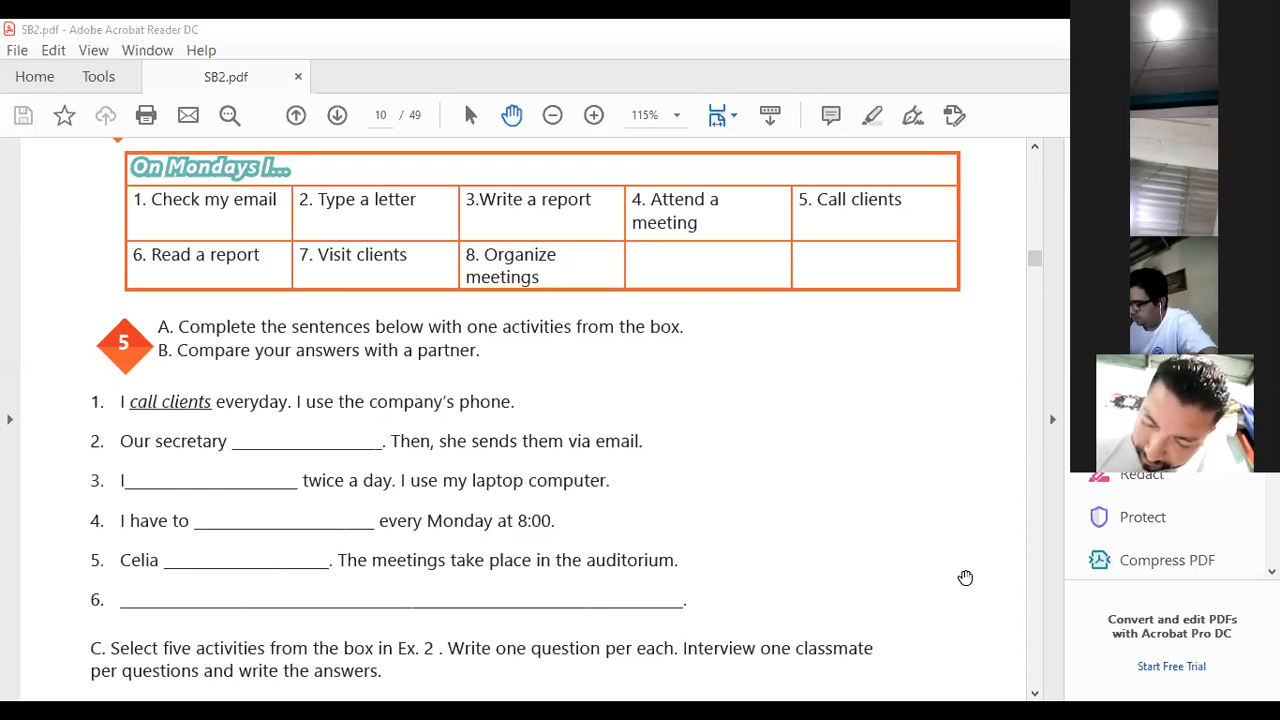 SB2.pdf - Adobe Acrobat Reader DC
File Edit View Window Help
Home Tools SB2.pdf ×
10 / 49 115%
On Mondays I...
1. Check my email 2. Type a letter 3.Write a report 4. Attend a meeting 5. Call clients
6. Read a report 7. Visit clients 8. Organize meetings
5 A. Complete the sentences below with one activities from the box.
B. Compare your answers with a partner.
1. I call clients everyday. I use the company's phone.
2. Our secretary ________________. Then, she sends them via email.
3. I___________________ twice a day. I use my laptop computer.
4. I have to ___________________ every Monday at 8:00.
5. Celia __________________. The meetings take place in the auditorium.
6. ____________________________________________________________.
C. Select five activities from the box in Ex. 2 . Write one question per each. Interview one classmate
per questions and write the answers.
Redact
Protect
Compress PDF
Convert and edit PDFs
with Acrobat Pro DC
Start Free Trial